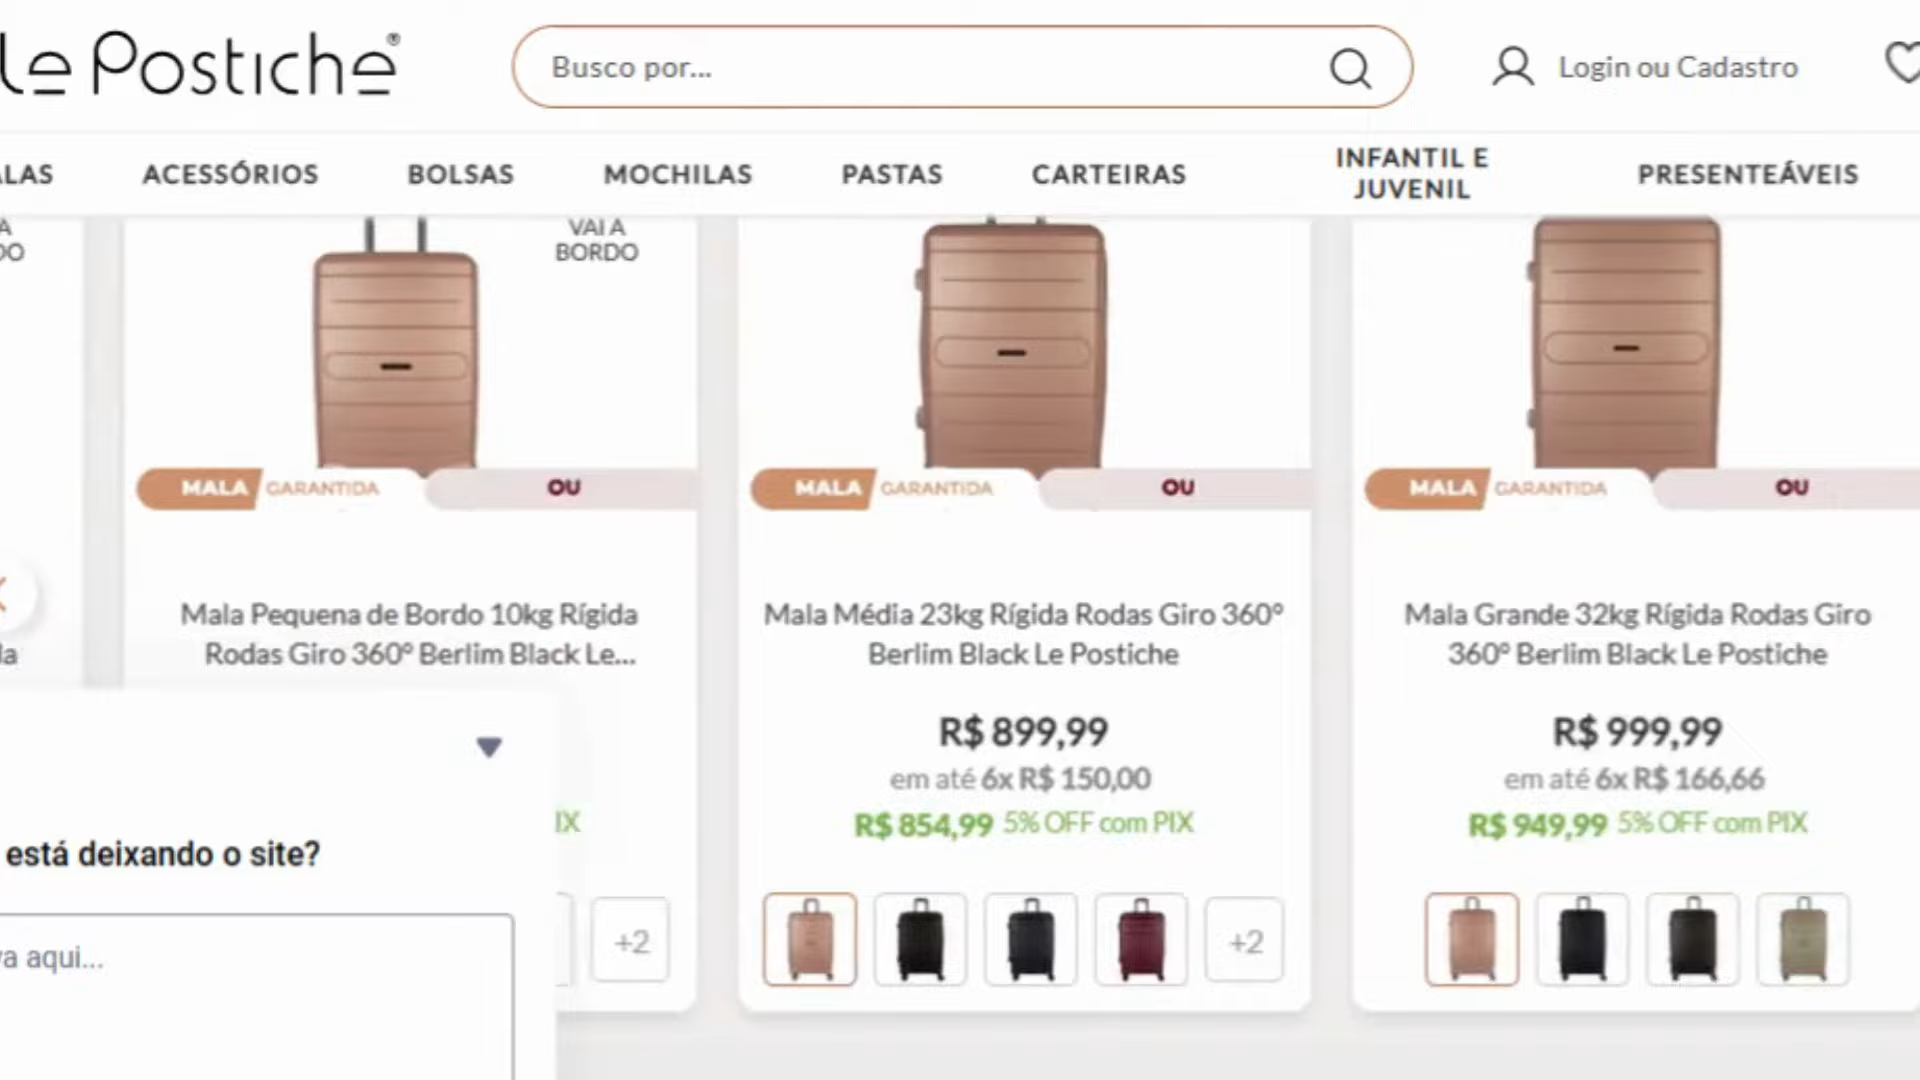 le Postiche®
Busco por...
Login ou Cadastro
ACESSÓRIOS
BOLSAS
MOCHILAS
PASTAS
CARTEIRAS
INFANTIL E
JUVENIL
PRESENTEÁVEIS
VAI A
BORDO
MALA GARANTIDA OU
MALA GARANTIDA OU
MALA GARANTIDA OU
Mala Pequena de Bordo 10kg Rígida
Rodas Giro 360º Berlim Black Le...
Mala Média 23kg Rígida Rodas Giro 360º
Berlim Black Le Postiche
R$ 899,99
em até 6x R$ 150,00
R$ 854,99 5% OFF com PIX
+2
Mala Grande 32kg Rígida Rodas Giro
360º Berlim Black Le Postiche
R$ 999,99
em até 6x R$ 166,66
R$ 949,99 5% OFF com PIX
+2
está deixando o site?
aqui...